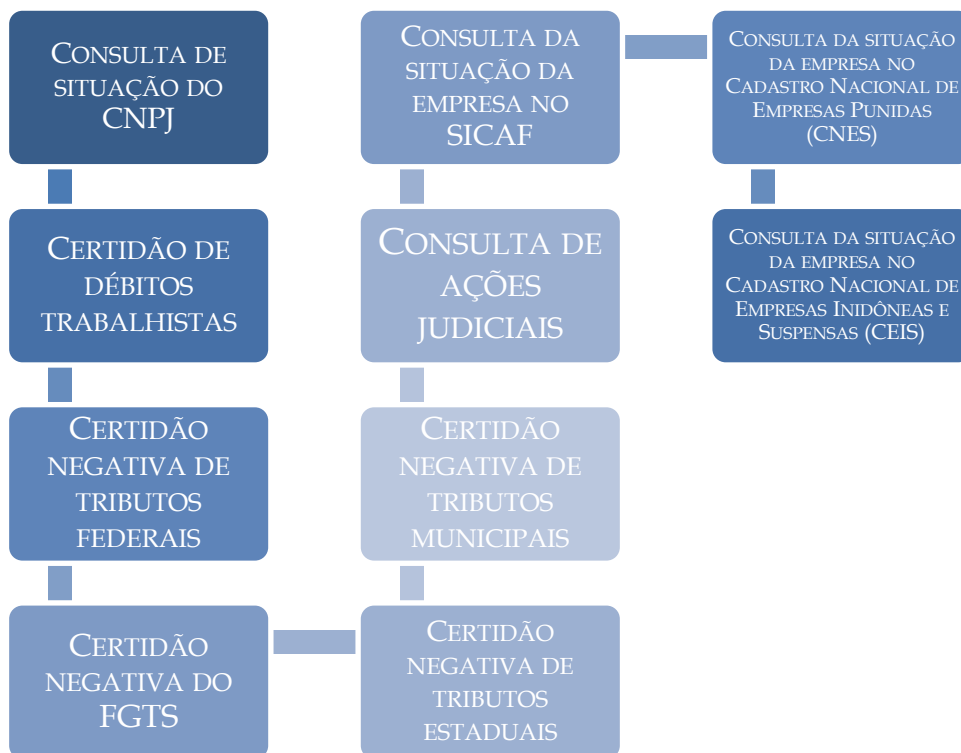 CONSULTA DE
SITUAÇÃO DO
CNPJ
CERTIDÃO DE
DÉBITOS
TRABALHISTAS
CERTIDÃO
NEGATIVA DE
TRIBUTOS
FEDERAIS
CERTIDÃO
NEGATIVA DO
FGTS
CERTIDÃO
NEGATIVA DE
TRIBUTOS
ESTADUAIS
CERTIDÃO
NEGATIVA DE
TRIBUTOS
MUNICIPAIS
CONSULTA DE
AÇÕES
JUDICIAIS
CONSULTA DA
SITUAÇÃO DA
EMPRESA NO
SICAF
CONSULTA DA SITUAÇÃO
DA EMPRESA NO
CADASTRO NACIONAL DE
EMPRESAS PUNIDAS
(CNES)
CONSULTA DA SITUAÇÃO
DA EMPRESA NO
CADASTRO NACIONAL DE
EMPRESAS INIDÔNEAS E
SUSPENSAS (CEIS)